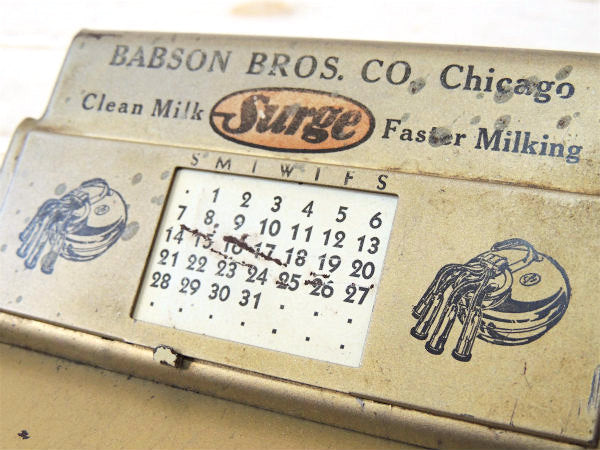 BABSON BROS. CO. Chicago
Clean Milk Surge Faster Milking
S M T W T F S
. 1 2 3 4 5 6
7 8 9 10 11 12 13
14 15 16 17 18 19 20
21 22 23 24 25 26 27
28 29 30 31 . . .
. . . . . . .